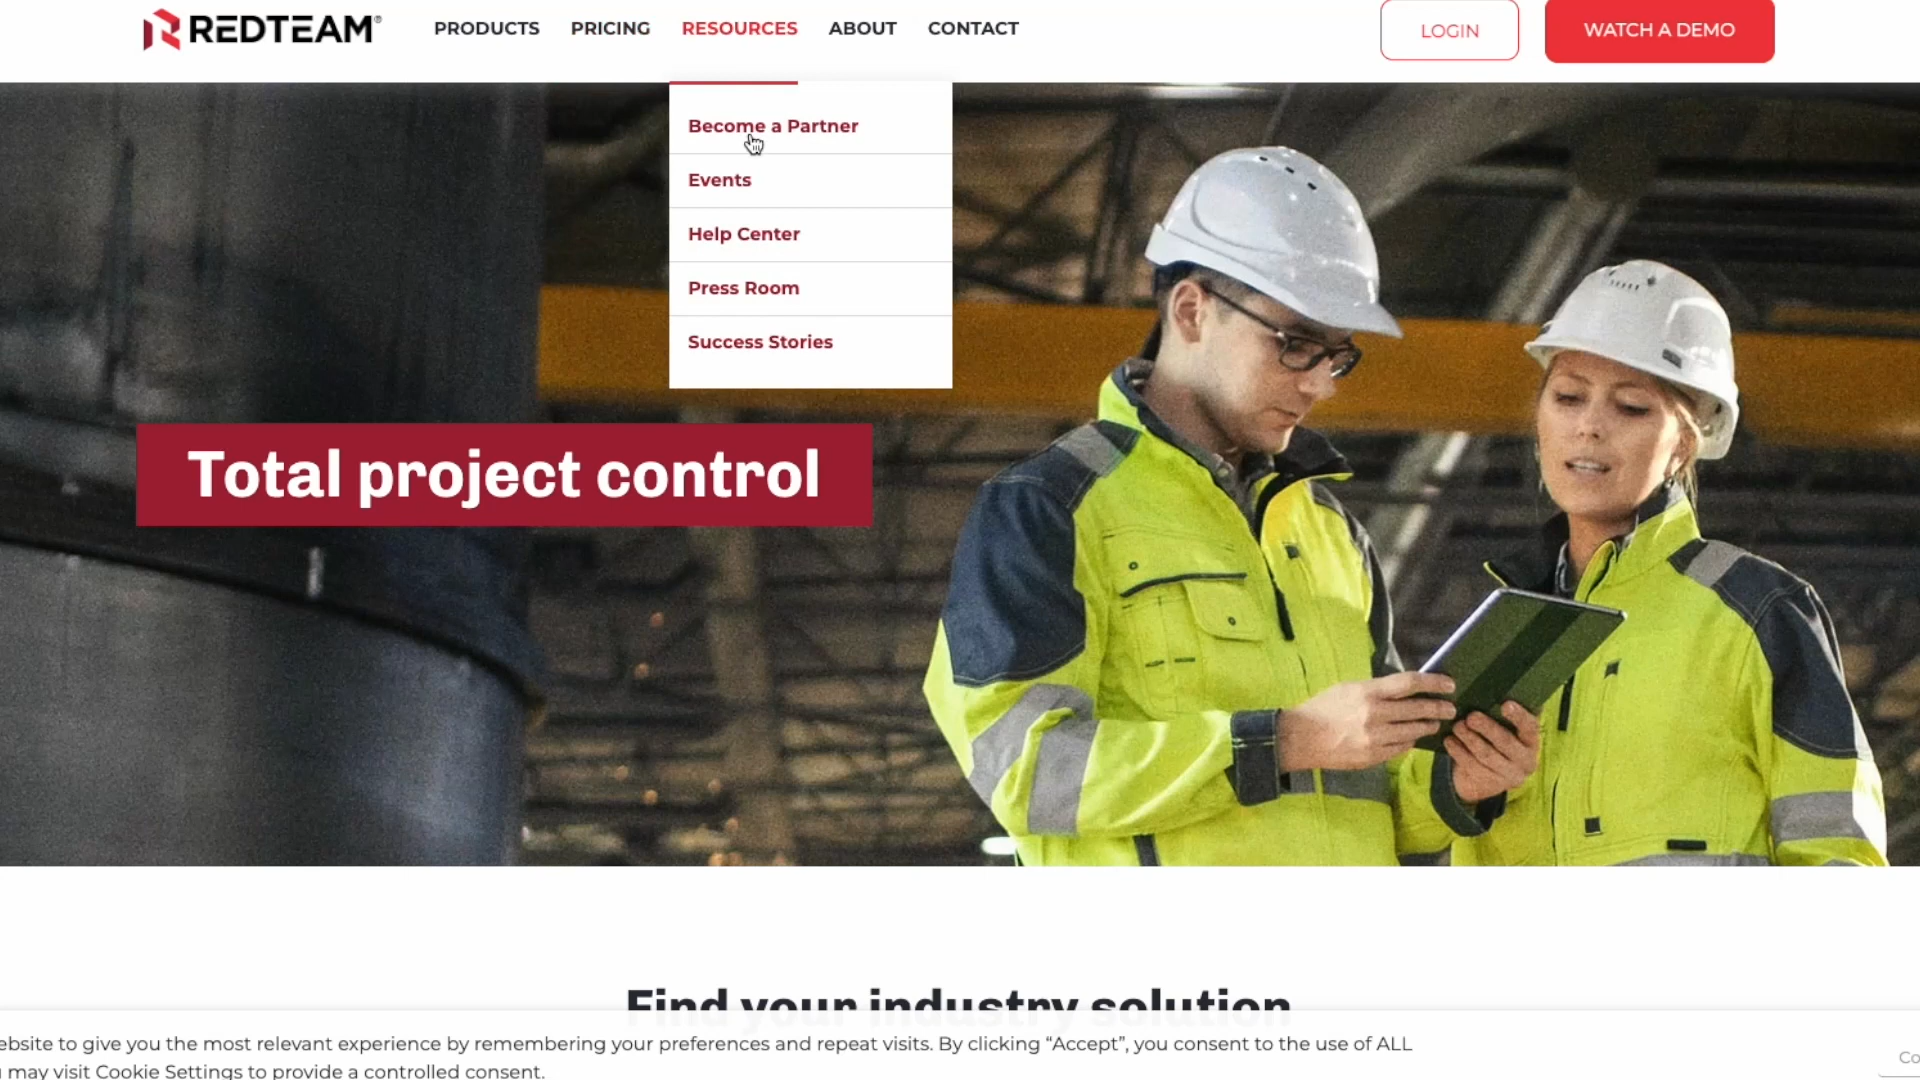 REDTEAM®
PRODUCTS
PRICING
RESOURCES
ABOUT
CONTACT
LOGIN
WATCH A DEMO
Become a Partner
Events
Help Center
Press Room
Success Stories
Total project control
Find your industry solution
website to give you the most relevant experience by remembering your preferences and repeat visits. By clicking “Accept”, you consent to the use of ALL
may visit Cookie Settings to provide a controlled consent.